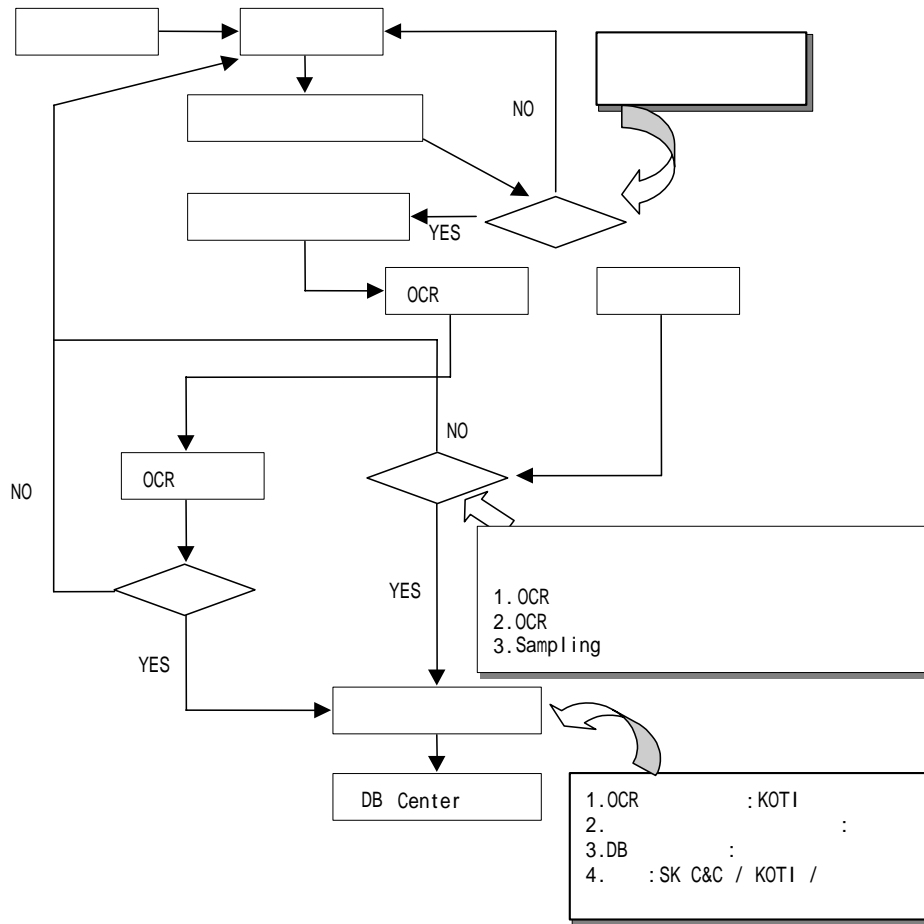 NO
YES
OCR
NO
OCR
NO
YES
1.OCR
2.OCR
3.Sampling
YES
DB Center
1.OCR :KOTI
2. :
3.DB :
4. :SK C&C / KOTI /